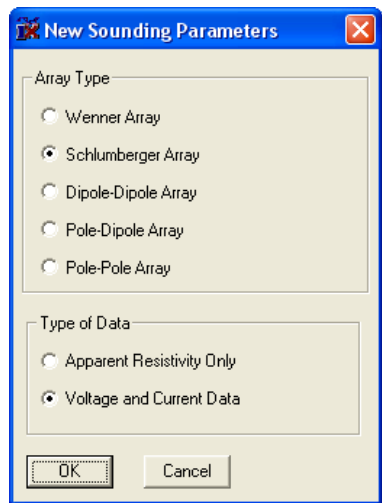 New Sounding Parameters
Array Type
Wenner Array
Schlumberger Array
Dipole-Dipole Array
Pole-Dipole Array
Pole-Pole Array
Type of Data
Apparent Resistivity Only
Voltage and Current Data
OK Cancel